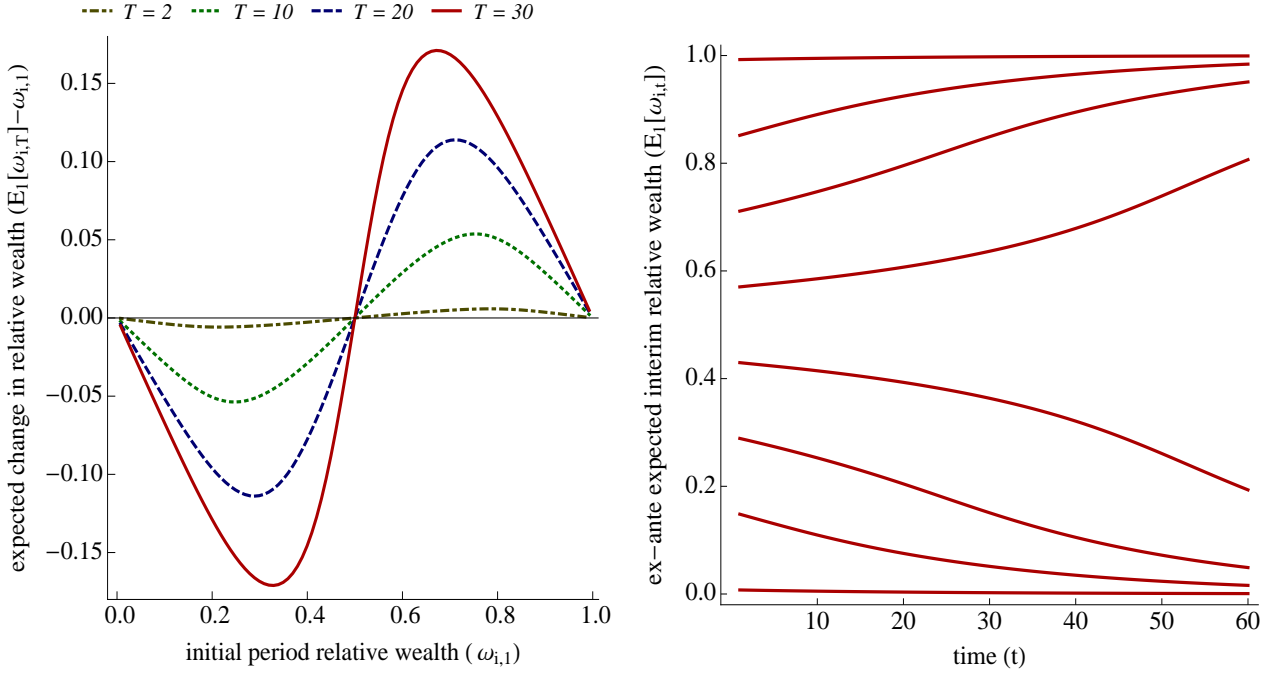 T = 2 T = 10 T = 20 T = 30
expected change in relative wealth (E1[ωi,T]−ωi,1)
0.15
0.10
0.05
0.00
−0.05
−0.10
−0.15
0.0 0.2 0.4 0.6 0.8 1.0
initial period relative wealth (ωi,1)
ex−ante expected interim relative wealth (E1[ωi,t])
1.0
0.8
0.6
0.4
0.2
0.0
10 20 30 40 50 60
time (t)